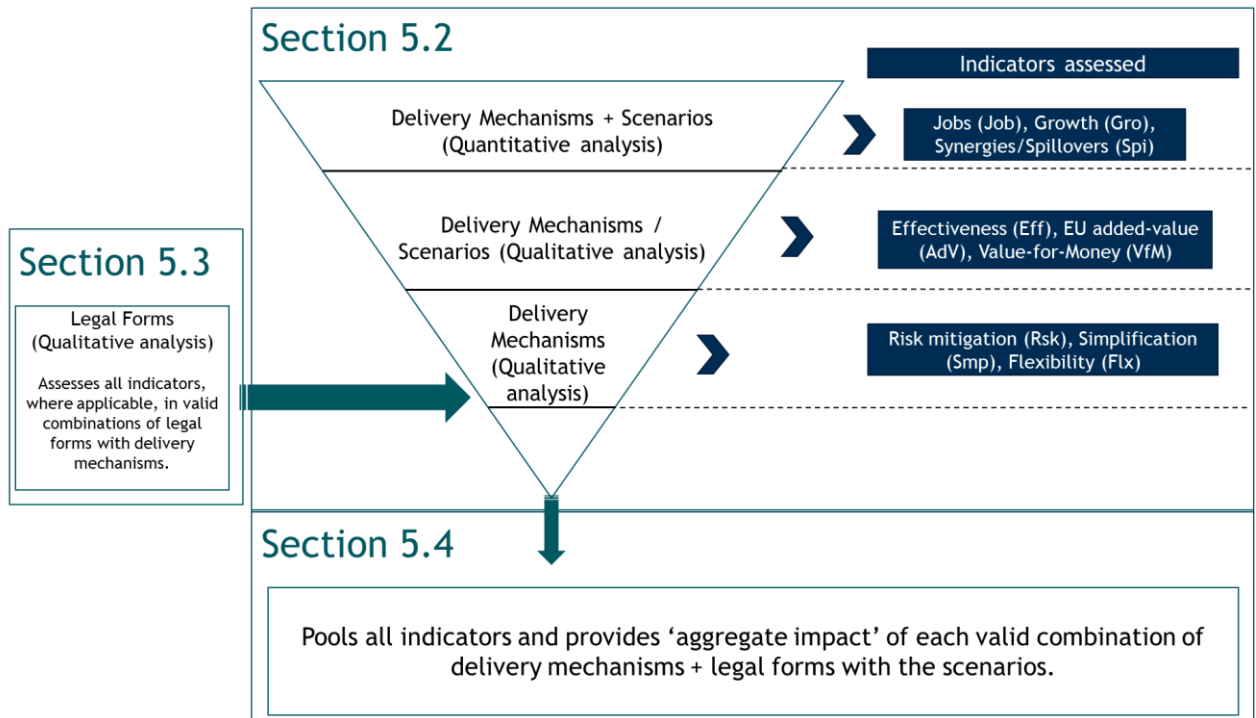 Section 5.2
Indicators assessed
Delivery Mechanisms + Scenarios
(Quantitative analysis)
Jobs (Job), Growth (Gro),
Synergies/Spillovers (Spi)
Delivery Mechanisms /
Scenarios (Qualitative analysis)
Effectiveness (Eff), EU added-value
(AdV), Value-for-Money (VfM)
Delivery
Mechanisms
(Qualitative
analysis)
Risk mitigation (Rsk), Simplification
(Smp), Flexibility (Flx)
Section 5.3
Legal Forms
(Qualitative analysis)
Assesses all indicators,
where applicable, in valid
combinations of legal
forms with delivery
mechanisms.
Section 5.4
Pools all indicators and provides ‘aggregate impact’ of each valid combination of
delivery mechanisms + legal forms with the scenarios.